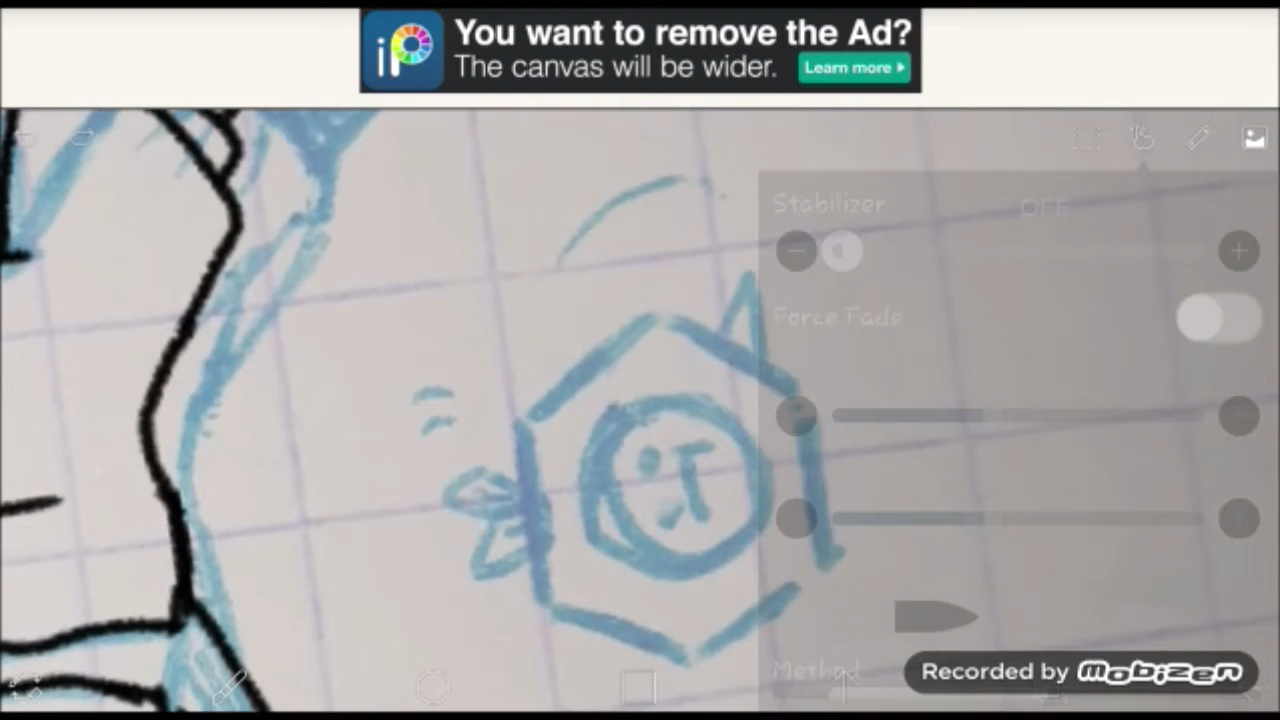 iP
You want to remove the Ad?
The canvas will be wider.
Learn more
Stabilizer
OFF
Force Fade
Method
Recorded by mobizen